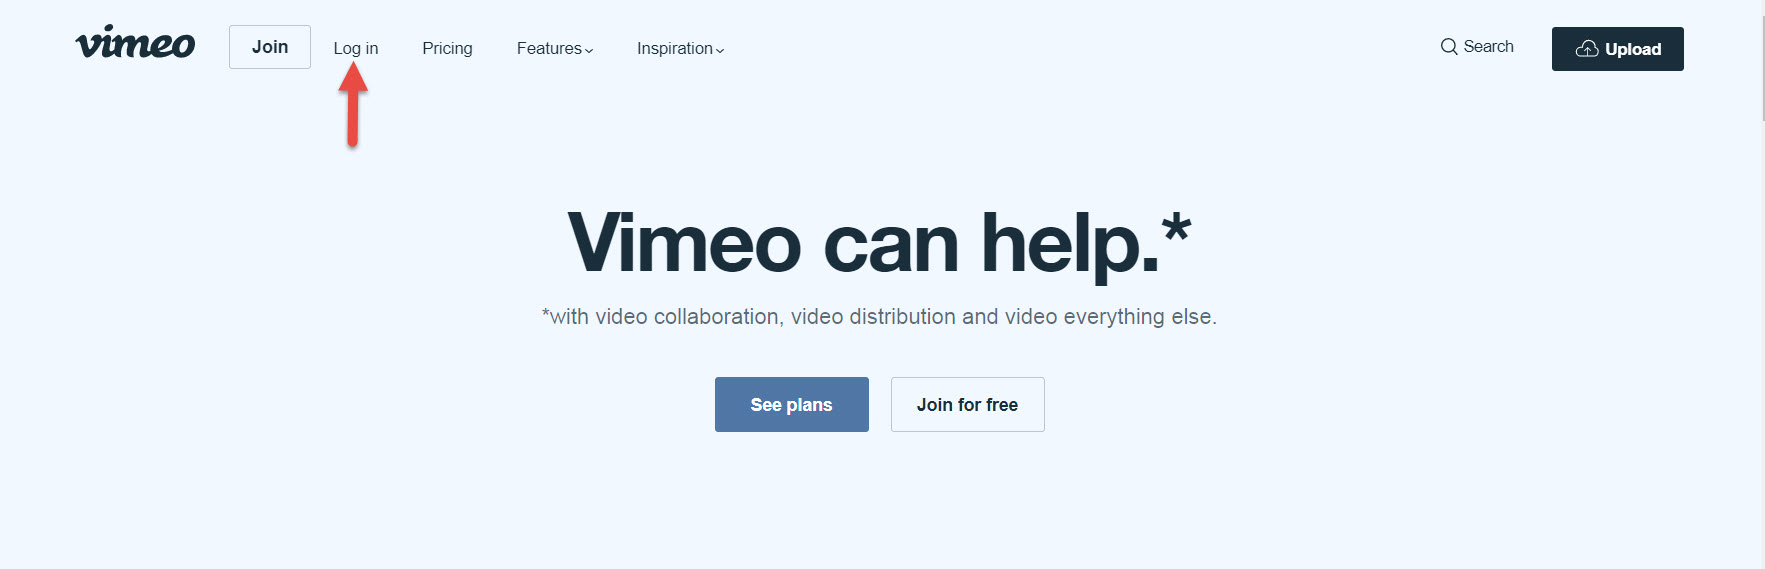 vimeo Join Log in Pricing Features Inspiration Search Upload
Vimeo can help.*
*with video collaboration, video distribution and video everything else.
See plans Join for free